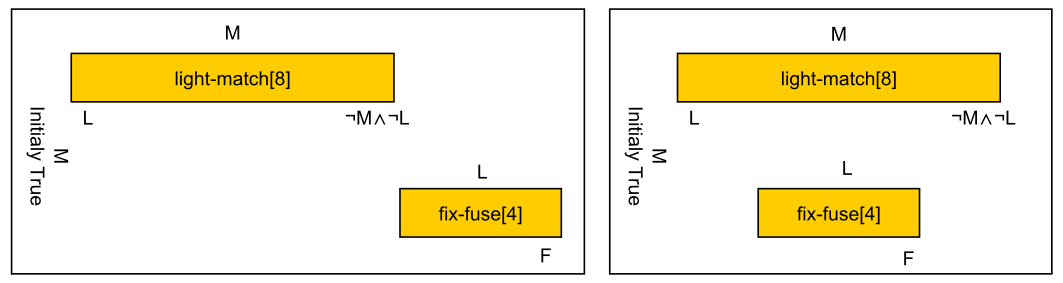 M
light-match[8]
L
¬M∧¬L
Initialy True
M
L
fix-fuse[4]
F
M
light-match[8]
L
¬M∧¬L
Initialy True
M
L
fix-fuse[4]
F